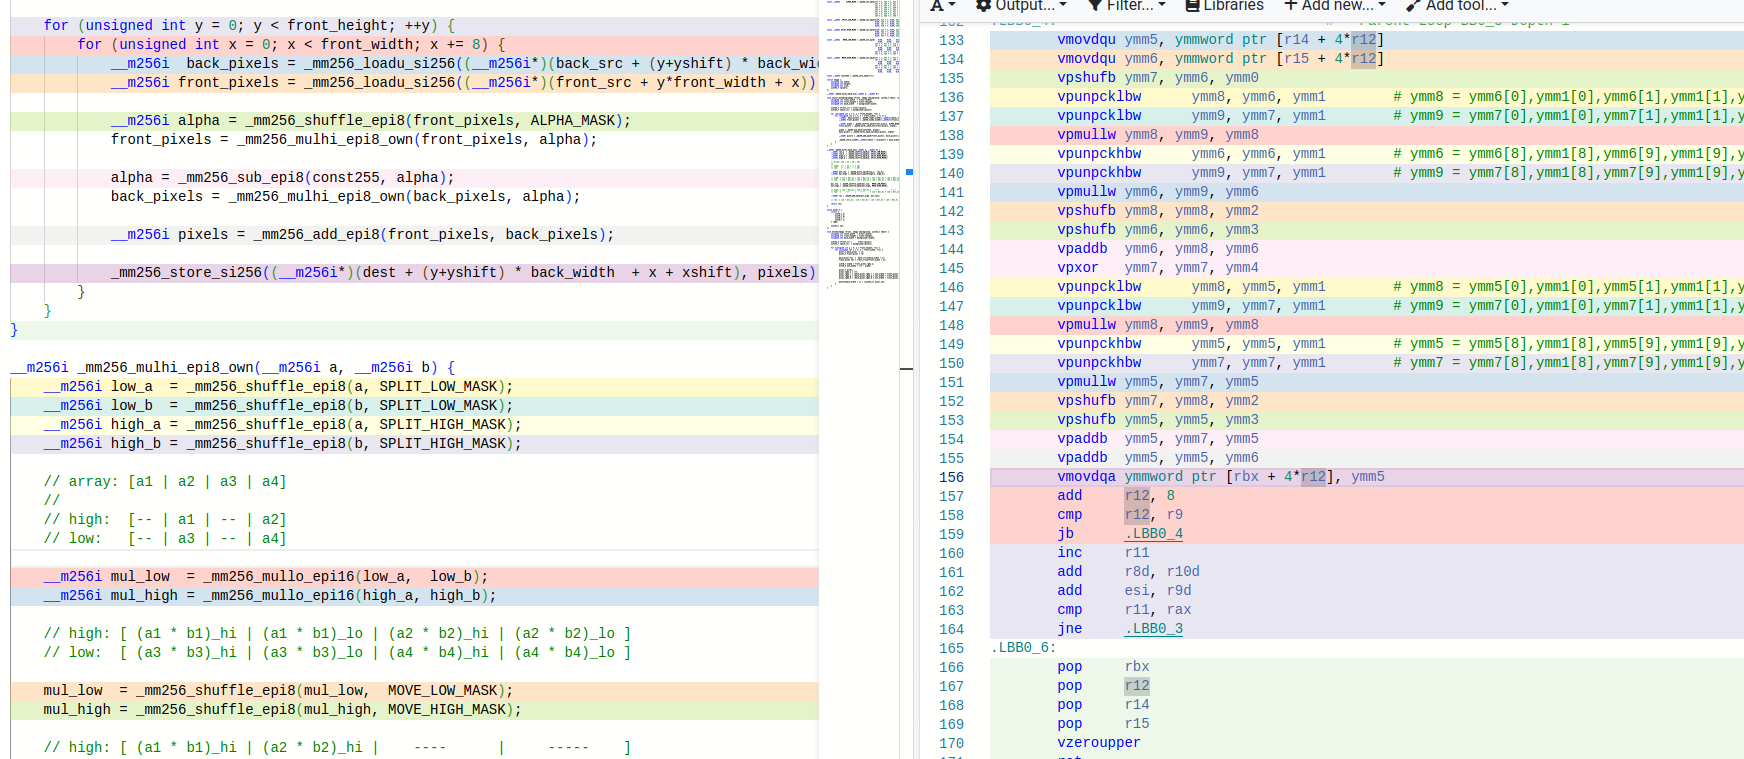 for (unsigned int y = 0; y < front_height; ++y) {
for (unsigned int x = 0; x < front_width; x += 8) {
__m256i  back_pixels = _mm256_loadu_si256((__m256i*)(back_src + (y+yshift) * back_wid
__m256i front_pixels = _mm256_loadu_si256((__m256i*)(front_src + y*front_width + x))
__m256i alpha = _mm256_shuffle_epi8(front_pixels, ALPHA_MASK);
front_pixels = _mm256_mulhi_epi8_own(front_pixels, alpha);
alpha = _mm256_sub_epi8(const255, alpha);
back_pixels = _mm256_mulhi_epi8_own(back_pixels, alpha);
__m256i pixels = _mm256_add_epi8(front_pixels, back_pixels);
_mm256_store_si256((__m256i*)(dest + (y+yshift) * back_width  + x + xshift), pixels)
}
}
}
__m256i _mm256_mulhi_epi8_own(__m256i a, __m256i b) {
__m256i low_a  = _mm256_shuffle_epi8(a, SPLIT_LOW_MASK);
__m256i low_b  = _mm256_shuffle_epi8(b, SPLIT_LOW_MASK);
__m256i high_a = _mm256_shuffle_epi8(a, SPLIT_HIGH_MASK);
__m256i high_b = _mm256_shuffle_epi8(b, SPLIT_HIGH_MASK);
// array: [a1 | a2 | a3 | a4]
//
// high:  [-- | a1 | -- | a2]
// low:   [-- | a3 | -- | a4]
__m256i mul_low  = _mm256_mullo_epi16(low_a,  low_b);
__m256i mul_high = _mm256_mullo_epi16(high_a, high_b);
// high: [ (a1 * b1)_hi | (a1 * b1)_lo | (a2 * b2)_hi | (a2 * b2)_lo ]
// low:  [ (a3 * b3)_hi | (a3 * b3)_lo | (a4 * b4)_hi | (a4 * b4)_lo ]
mul_low  = _mm256_shuffle_epi8(mul_low,  MOVE_LOW_MASK);
mul_high = _mm256_shuffle_epi8(mul_high, MOVE_HIGH_MASK);
// high: [ (a1 * b1)_hi | (a2 * b2)_hi |    ----      |     -----    ]
A Output... Filter... Libraries + Add new... Add tool...
132 .LBB0_4: # Parent Loop BB0_3 Depth=1
133 vmovdqu ymm5, ymmword ptr [r14 + 4*r12]
134 vmovdqu ymm6, ymmword ptr [r15 + 4*r12]
135 vpshufb ymm7, ymm6, ymm0
136 vpunpcklbw ymm8, ymm6, ymm1 # ymm8 = ymm6[0],ymm1[0],ymm6[1],ymm1[1],y
137 vpunpcklbw ymm9, ymm7, ymm1 # ymm9 = ymm7[0],ymm1[0],ymm7[1],ymm1[1],y
138 vpmullw ymm8, ymm9, ymm8
139 vpunpckhbw ymm6, ymm6, ymm1 # ymm6 = ymm6[8],ymm1[8],ymm6[9],ymm1[9],y
140 vpunpckhbw ymm9, ymm7, ymm1 # ymm9 = ymm7[8],ymm1[8],ymm7[9],ymm1[9],y
141 vpmullw ymm6, ymm9, ymm6
142 vpshufb ymm8, ymm8, ymm2
143 vpshufb ymm6, ymm6, ymm3
144 vpaddb ymm6, ymm8, ymm6
145 vpxor ymm7, ymm7, ymm4
146 vpunpcklbw ymm8, ymm5, ymm1 # ymm8 = ymm5[0],ymm1[0],ymm5[1],ymm1[1],y
147 vpunpcklbw ymm9, ymm7, ymm1 # ymm9 = ymm7[0],ymm1[0],ymm7[1],ymm1[1],y
148 vpmullw ymm8, ymm9, ymm8
149 vpunpckhbw ymm5, ymm5, ymm1 # ymm5 = ymm5[8],ymm1[8],ymm5[9],ymm1[9],y
150 vpunpckhbw ymm7, ymm7, ymm1 # ymm7 = ymm7[8],ymm1[8],ymm7[9],ymm1[9],y
151 vpmullw ymm5, ymm7, ymm5
152 vpshufb ymm7, ymm8, ymm2
153 vpshufb ymm5, ymm5, ymm3
154 vpaddb ymm5, ymm7, ymm5
155 vpaddb ymm5, ymm5, ymm6
156 vmovdqa ymmword ptr [rbx + 4*r12], ymm5
157 add r12, 8
158 cmp r12, r9
159 jb .LBB0_4
160 inc r11
161 add r8d, r10d
162 add esi, r9d
163 cmp r11, rax
164 jne .LBB0_3
165 .LBB0_6:
166 pop rbx
167 pop r12
168 pop r14
169 pop r15
170 vzeroupper